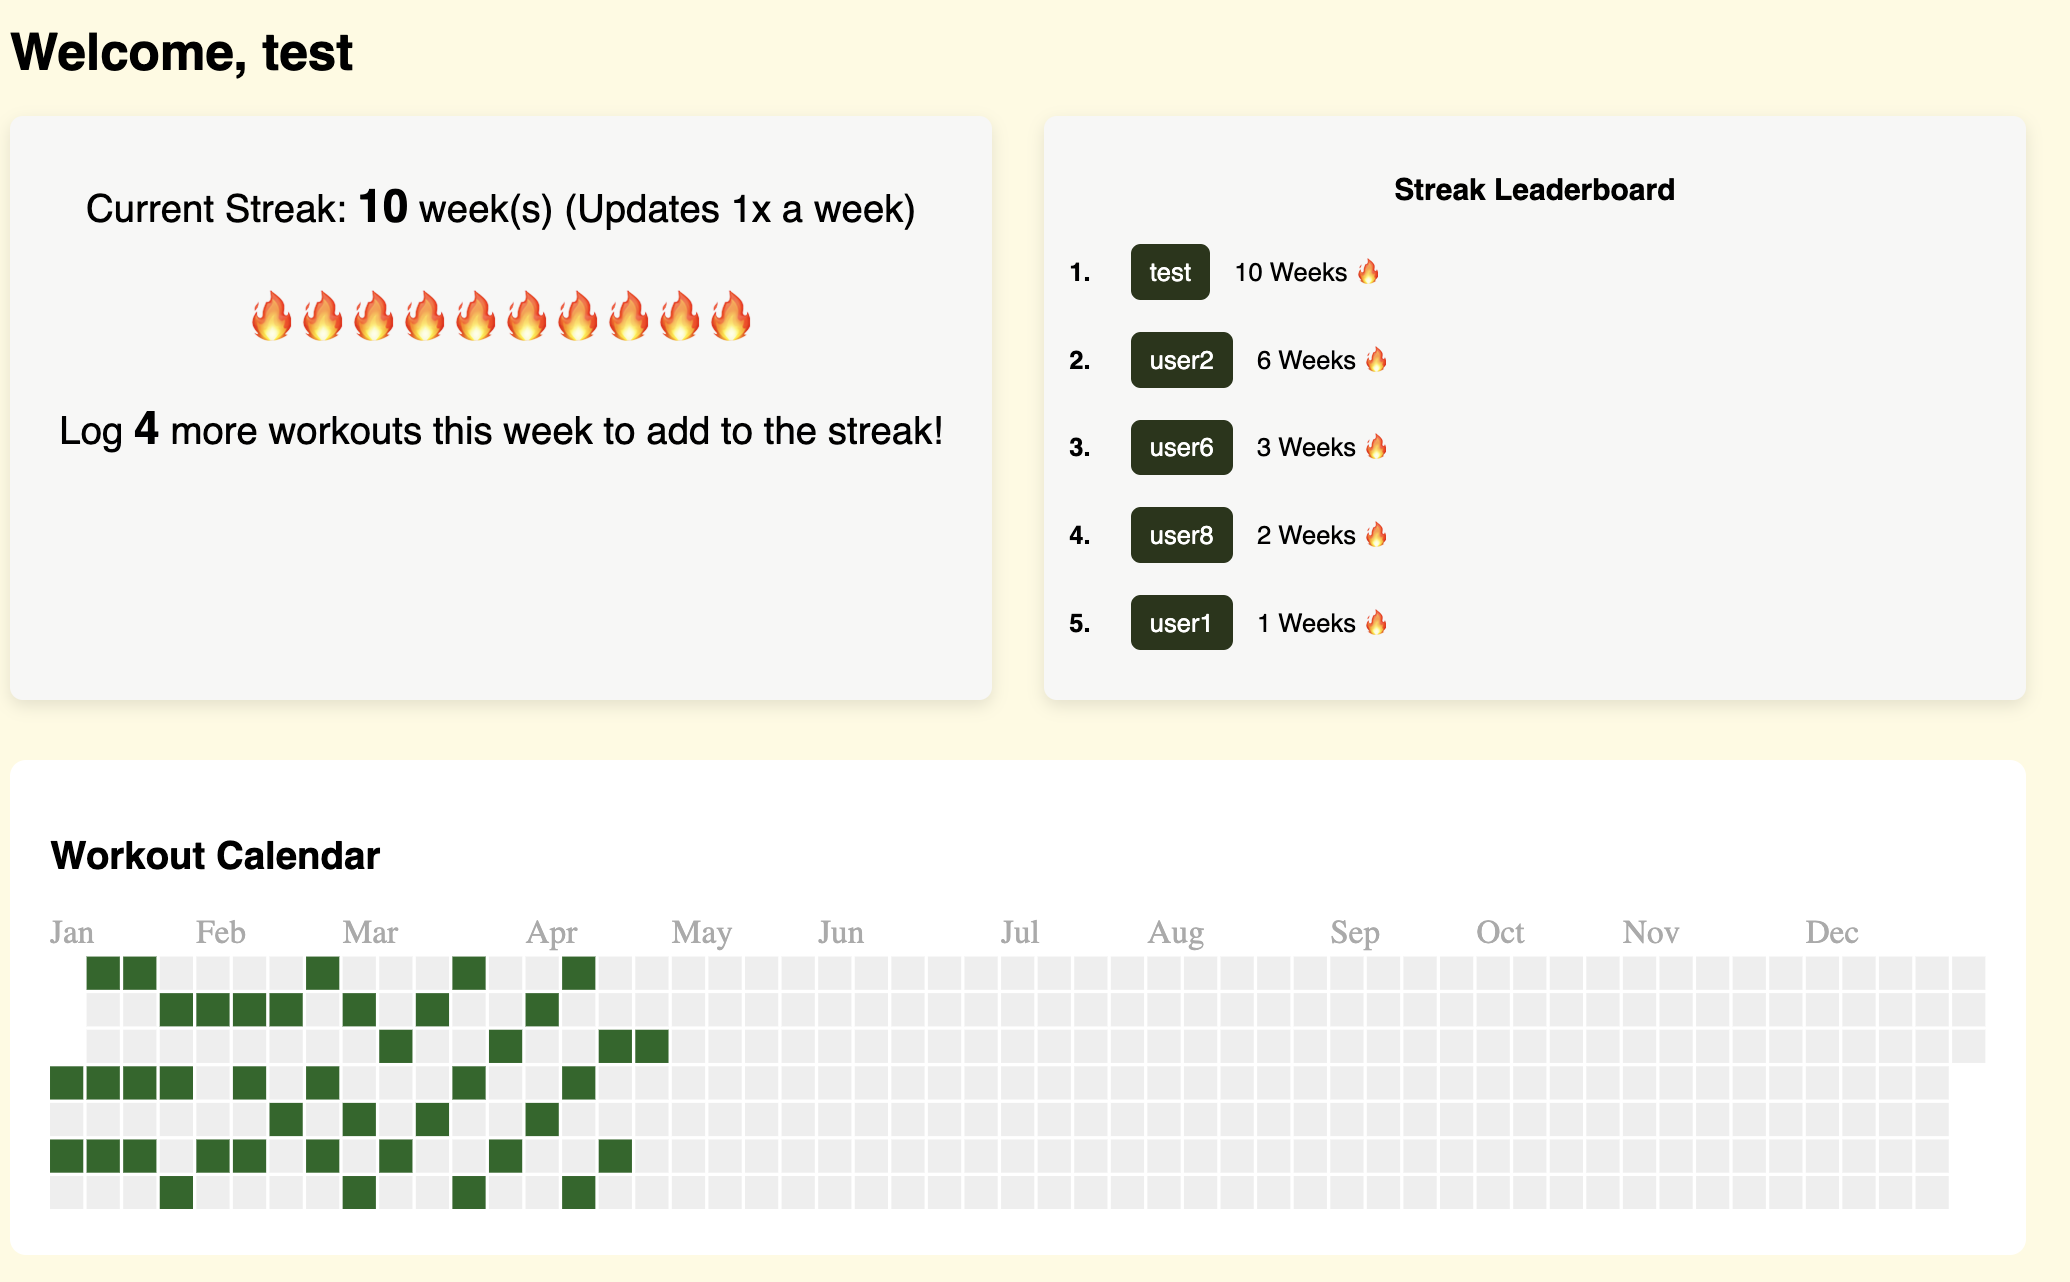 Welcome, test
Current Streak: 10 week(s) (Updates 1x a week)
🔥🔥🔥🔥🔥🔥🔥🔥🔥🔥
Log 4 more workouts this week to add to the streak!
Streak Leaderboard
1. test 10 Weeks 🔥
2. user2 6 Weeks 🔥
3. user6 3 Weeks 🔥
4. user8 2 Weeks 🔥
5. user1 1 Weeks 🔥
Workout Calendar
Jan Feb Mar Apr May Jun Jul Aug Sep Oct Nov Dec